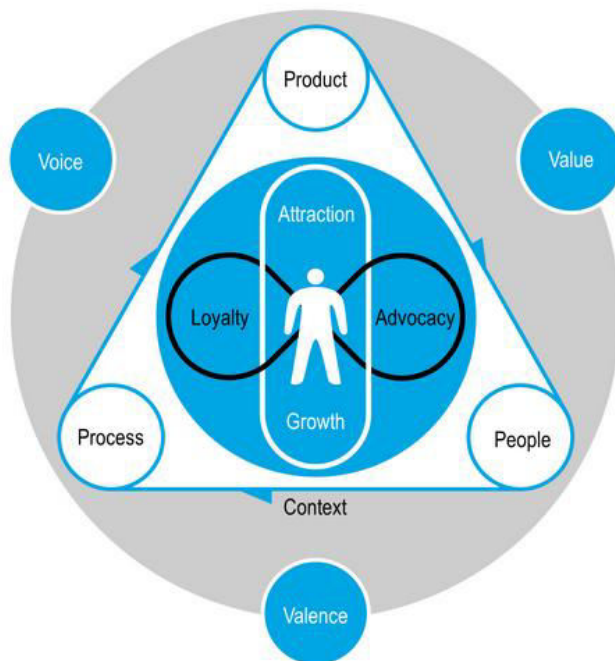 Product
Voice
Value
Attraction
Loyalty
Advocacy
Growth
Process
People
Context
Valence